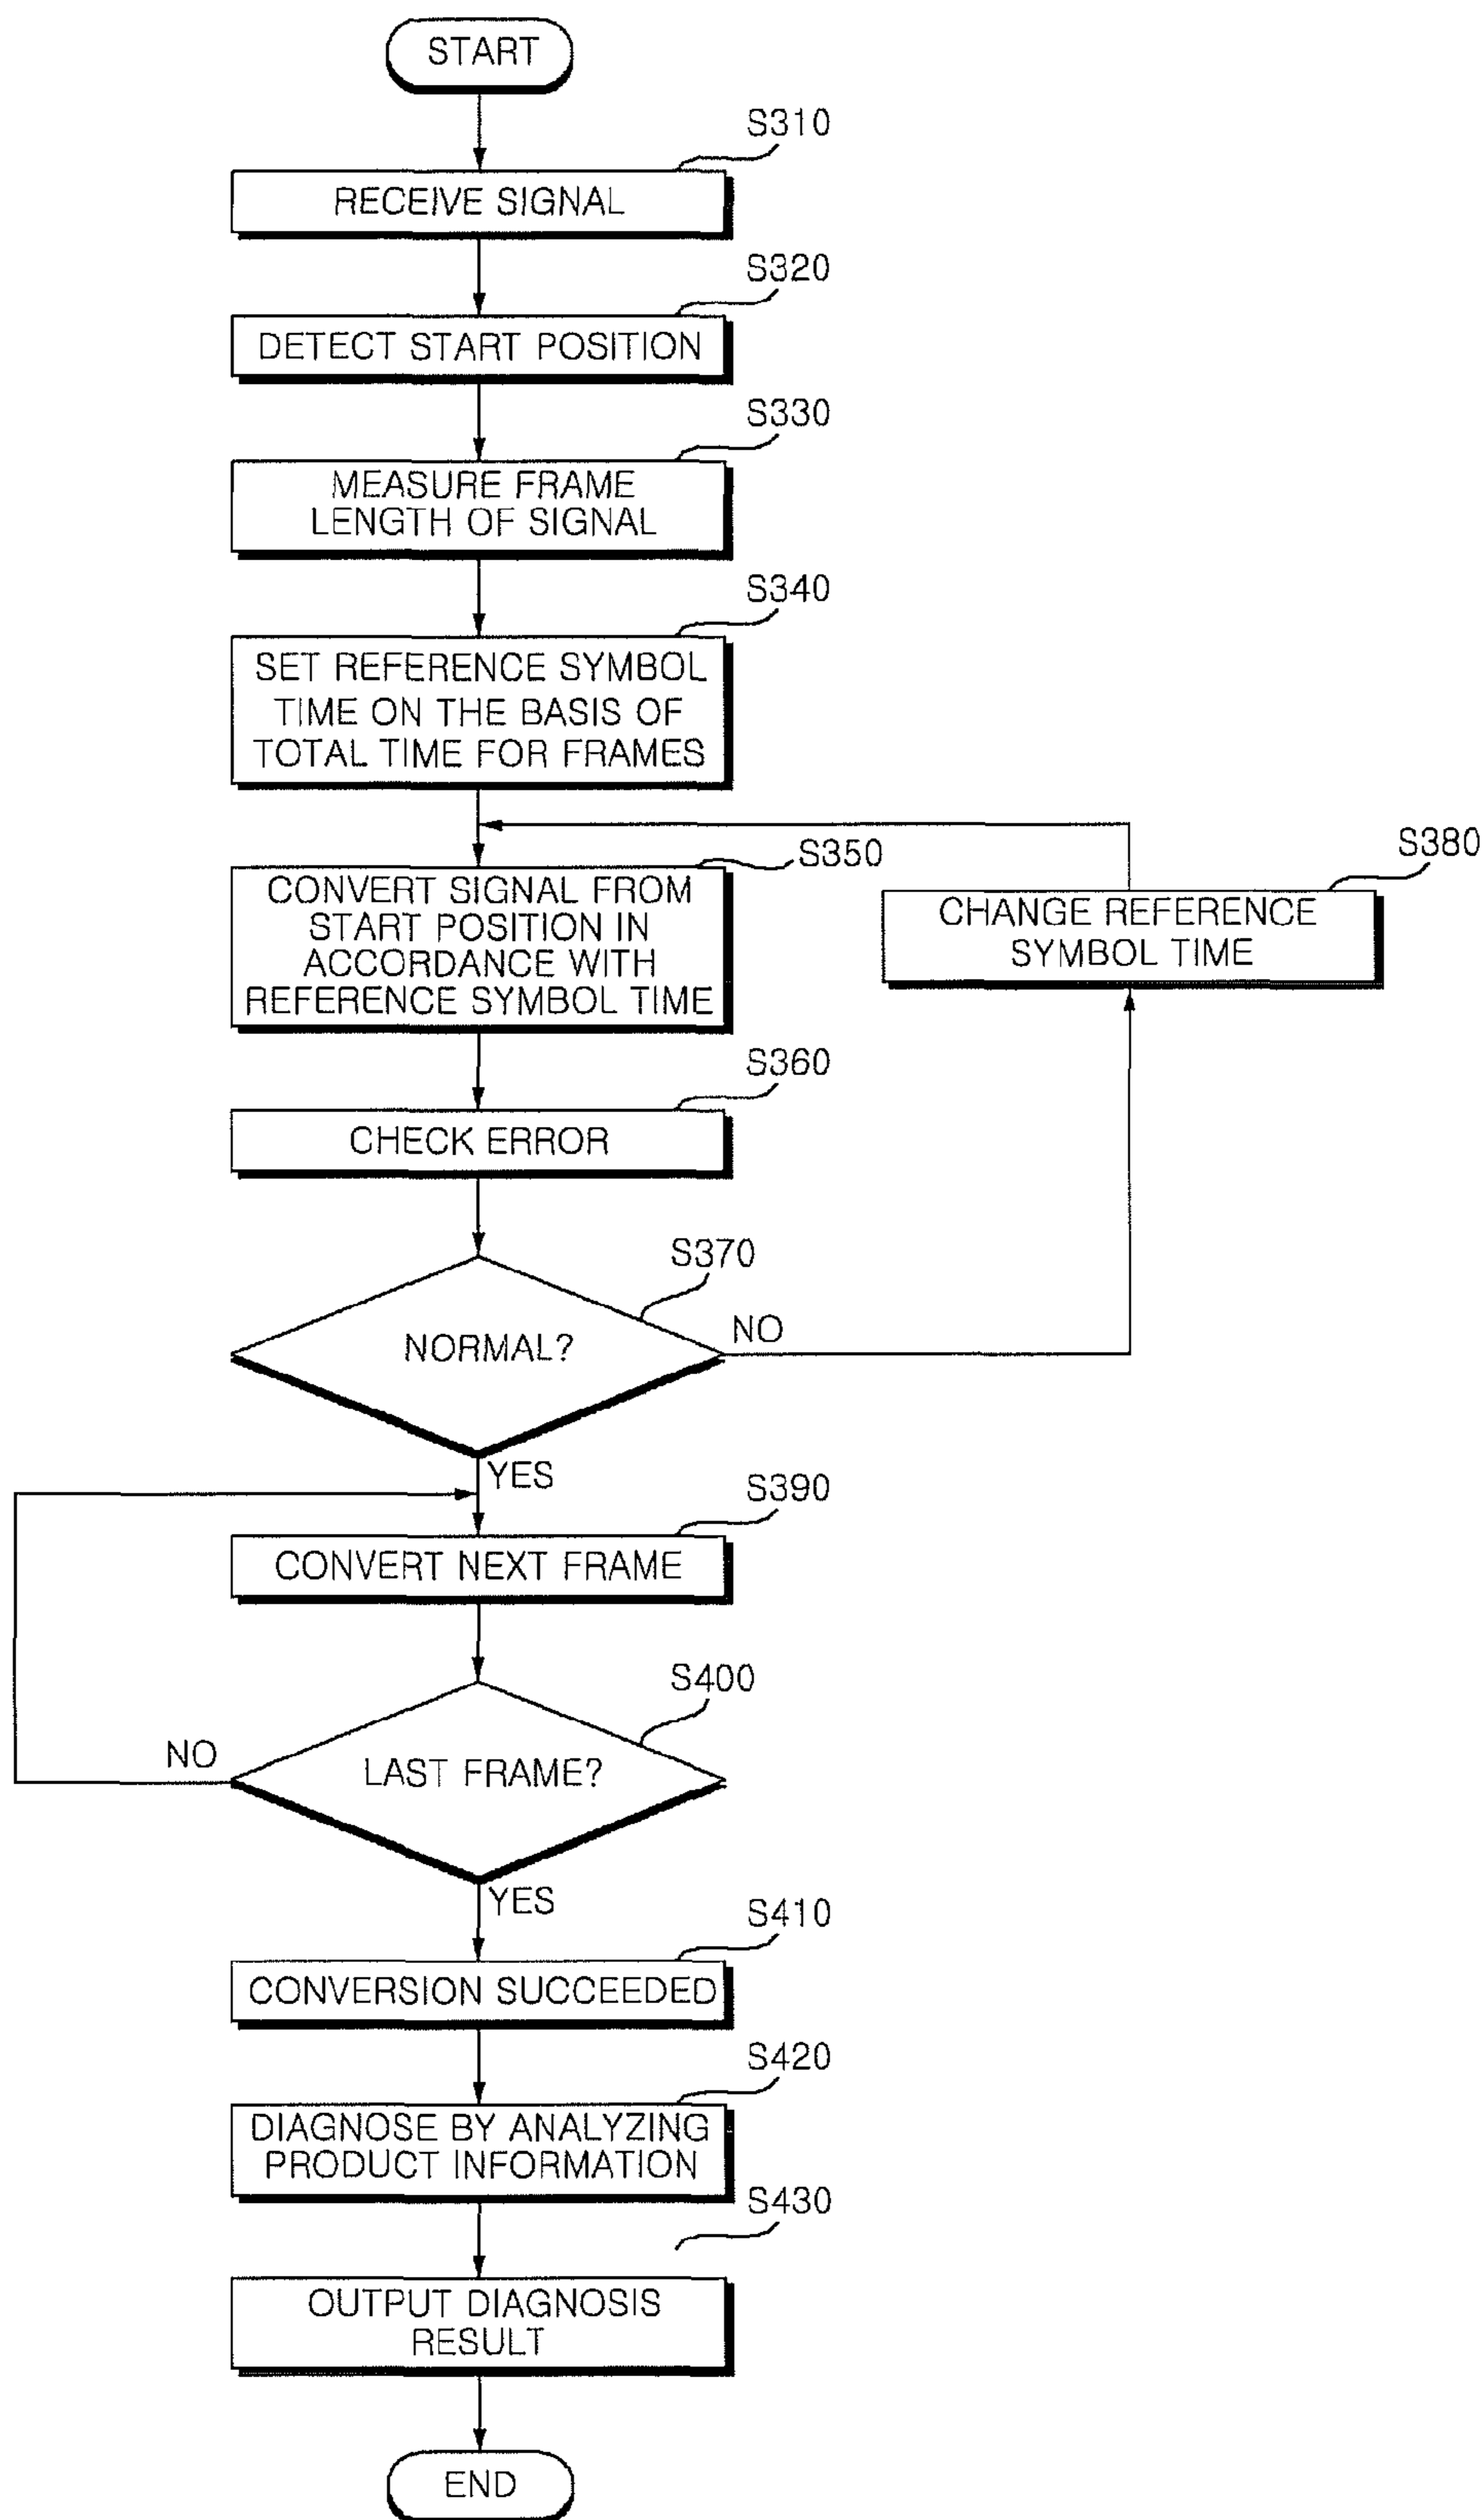 START
S310
RECEIVE SIGNAL
S320
DETECT START POSITION
S330
MEASURE FRAME
LENGTH OF SIGNAL
S340
SET REFERENCE SYMBOL
TIME ON THE BASIS OF
TOTAL TIME FOR FRAMES
S350
CONVERT SIGNAL FROM
START POSITION IN
ACCORDANCE WITH
REFERENCE SYMBOL TIME
S380
CHANGE REFERENCE
SYMBOL TIME
S360
CHECK ERROR
S370
NORMAL?
NO
YES
S390
CONVERT NEXT FRAME
S400
LAST FRAME?
NO
YES
S410
CONVERSION SUCCEEDED
S420
DIAGNOSE BY ANALYZING
PRODUCT INFORMATION
S430
OUTPUT DIAGNOSIS
RESULT
END